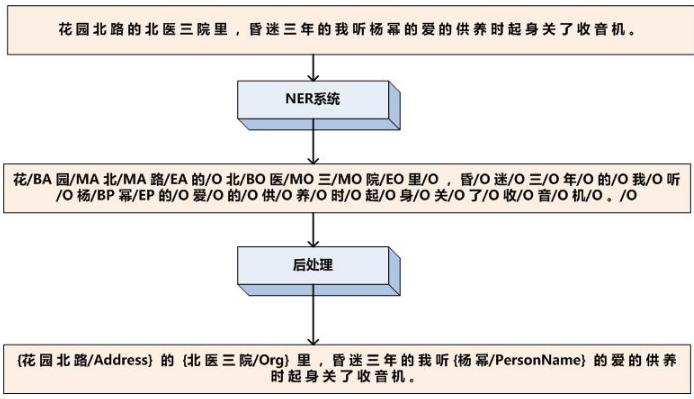 花园北路的北医三院里，昏迷三年的我听杨幂的爱的供养时起身关了收音机。
NER系统
花/BA 园/MA 北/MA 路/EA 的/O 北/BO 医/MO 三/MO 院/EO 里/O ，昏/O 迷/O 三/O 年/O 的/O 我/O 听
/O 杨/BP 幂/EP 的/O 爱/O 的/O 供/O 养/O 时/O 起/O 身/O 关/O 了/O 收/O 音/O 机/O 。/O
后处理
{花园北路/Address} 的 {北医三院/Org} 里，昏迷三年的我听{杨幂/PersonName} 的爱的供养
时起身关了收音机。